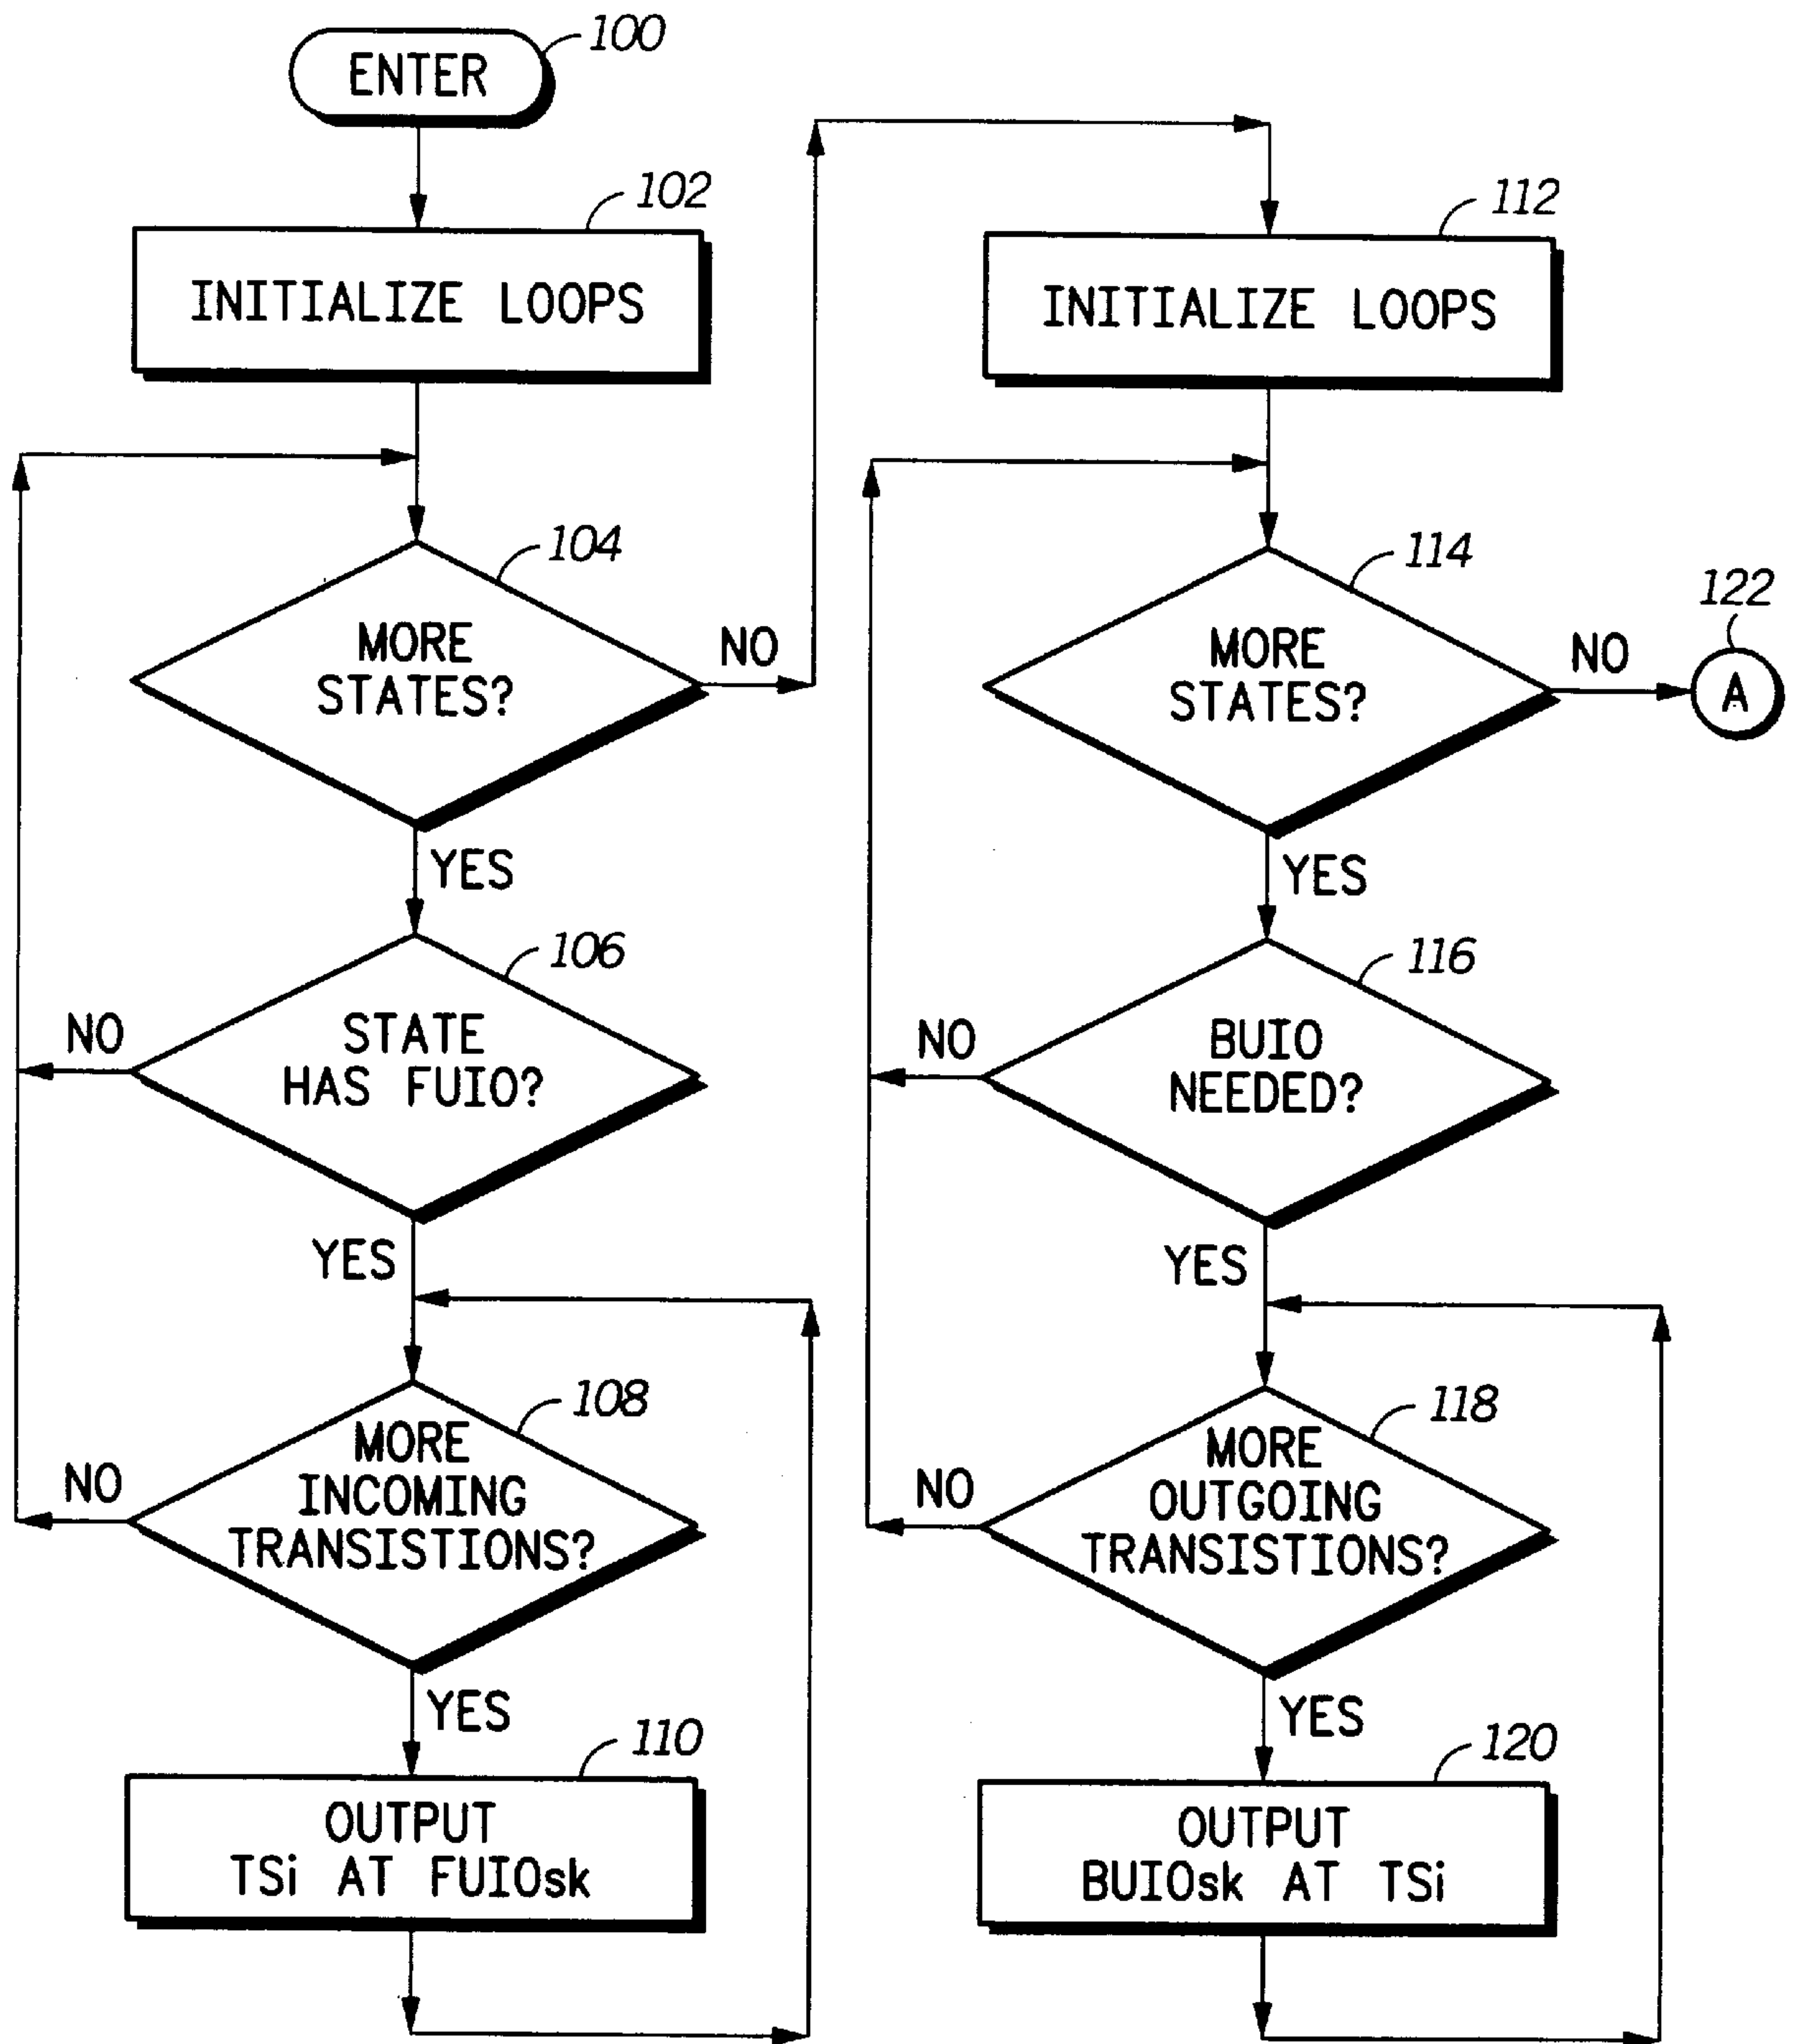 100
ENTER
102
INITIALIZE LOOPS
104
MORE
STATES?
NO
YES
106
STATE
HAS FUIO?
NO
YES
108
MORE
INCOMING
TRANSISTIONS?
NO
YES
110
OUTPUT
TSi AT FUIOsk
112
INITIALIZE LOOPS
114
MORE
STATES?
NO
122
A
YES
116
BUIO
NEEDED?
NO
YES
118
MORE
OUTGOING
TRANSISTIONS?
NO
YES
120
OUTPUT
BUIOsk AT TSi